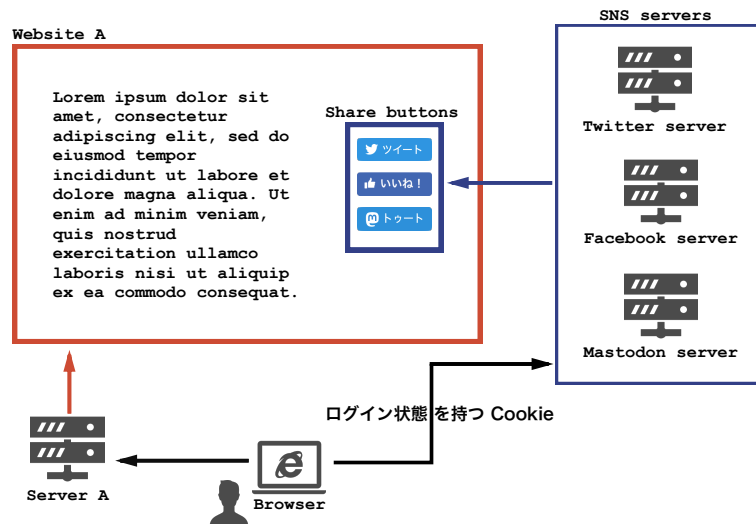 SNS servers
Website A
Lorem ipsum dolor sit
amet, consectetur
adipiscing elit, sed do
eiusmod tempor
incididunt ut labore et
dolore magna aliqua. Ut
enim ad minim veniam,
quis nostrud
exercitation ullamco
laboris nisi ut aliquip
ex ea commodo consequat.
Share buttons
ツイート
いいね！
トゥート
Twitter server
Facebook server
Mastodon server
ログイン状態 を持つ Cookie
Server A
Browser